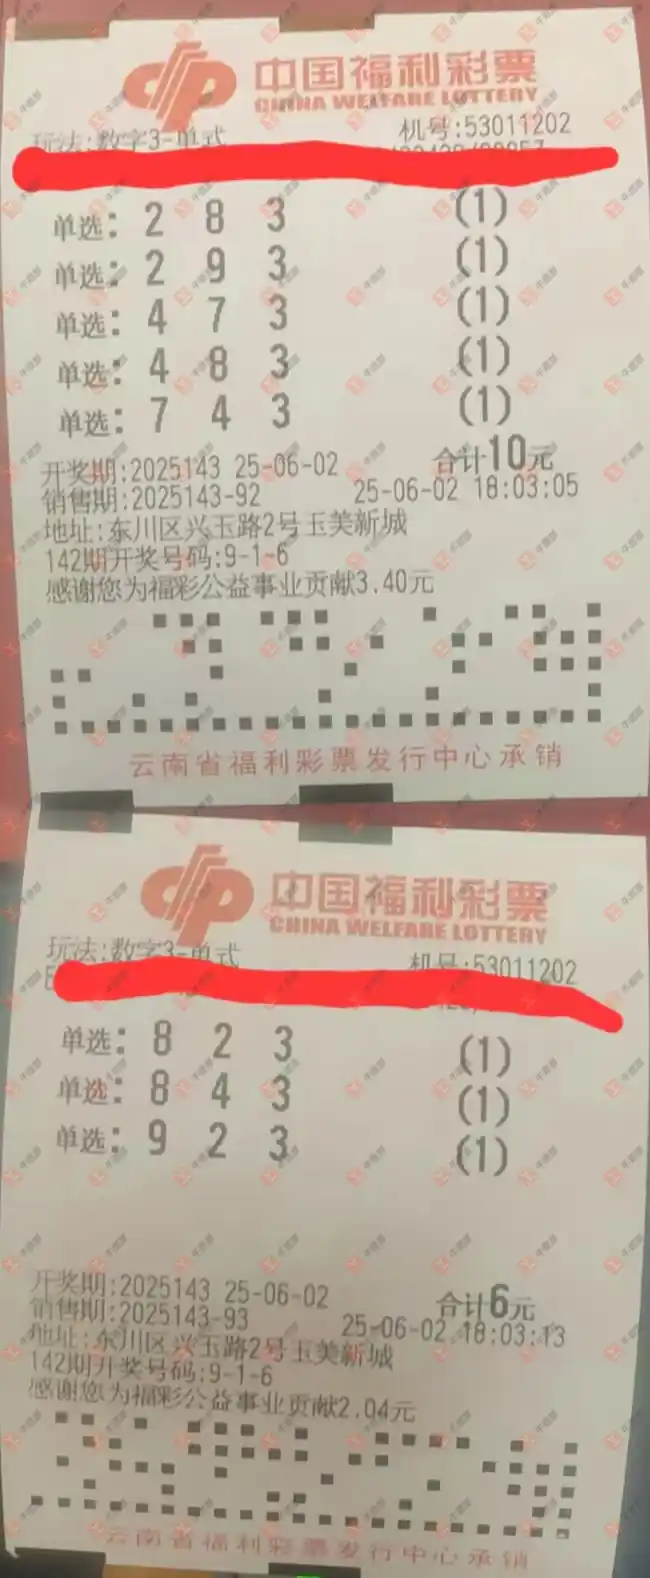 中国福利彩票
CHINA WELFARE LOTTERY
玩法:数字3-单式 机号:53011202
单选: 2 8 3 (1)
单选: 2 9 3 (1)
单选: 4 7 3 (1)
单选: 4 8 3 (1)
单选: 7 4 3 (1)
开奖期:2025143 25-06-02 合计10元
销售期:2025143-92 25-06-02 18:03:05
地址:东川区兴玉路2号玉美新城
142期开奖号码:9-1-6
感谢您为福彩公益事业贡献3.40元
云南省福利彩票发行中心承销
中国福利彩票
CHINA WELFARE LOTTERY
玩法:数字3-单式 机号:53011202
单选: 8 2 3 (1)
单选: 8 4 3 (1)
单选: 9 2 3 (1)
开奖期:2025143 25-06-02 合计6元
销售期:2025143-93 25-06-02 18:03:13
地址:东川区兴玉路2号玉美新城
142期开奖号码:9-1-6
感谢您为福彩公益事业贡献2.04元
云南省福利彩票发行中心承销